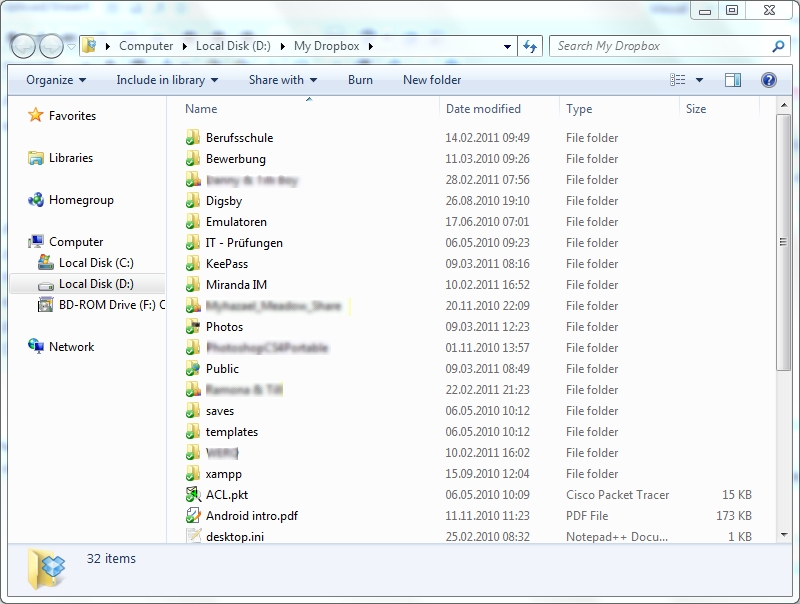 Computer Local Disk (D:) My Dropbox Search My Dropbox
Organize Include in library Share with Burn New folder
Name Date modified Type Size
Favorites
Libraries
Homegroup
Computer
Local Disk (C:)
Local Disk (D:)
BD-ROM Drive (F:) C
Network
Berufsschule 14.02.2011 09:49 File folder
Bewerbung 11.03.2010 09:26 File folder
28.02.2011 07:56 File folder
Digsby 26.08.2010 19:10 File folder
Emulatoren 17.06.2010 07:01 File folder
IT - Prüfungen 06.05.2010 09:23 File folder
KeePass 09.03.2011 08:16 File folder
Miranda IM 10.02.2011 16:52 File folder
20.11.2010 22:09 File folder
Photos 09.03.2011 12:23 File folder
01.11.2010 13:57 File folder
Public 09.03.2011 08:49 File folder
22.02.2011 21:23 File folder
saves 06.05.2010 10:12 File folder
templates 06.05.2010 10:12 File folder
10.02.2011 16:02 File folder
xampp 15.09.2010 12:04 File folder
ACL.pkt 06.05.2010 10:09 Cisco Packet Tracer 15 KB
Android intro.pdf 11.11.2010 11:23 PDF File 173 KB
desktop.ini 25.02.2010 08:32 Notepad++ Docu... 1 KB
32 items